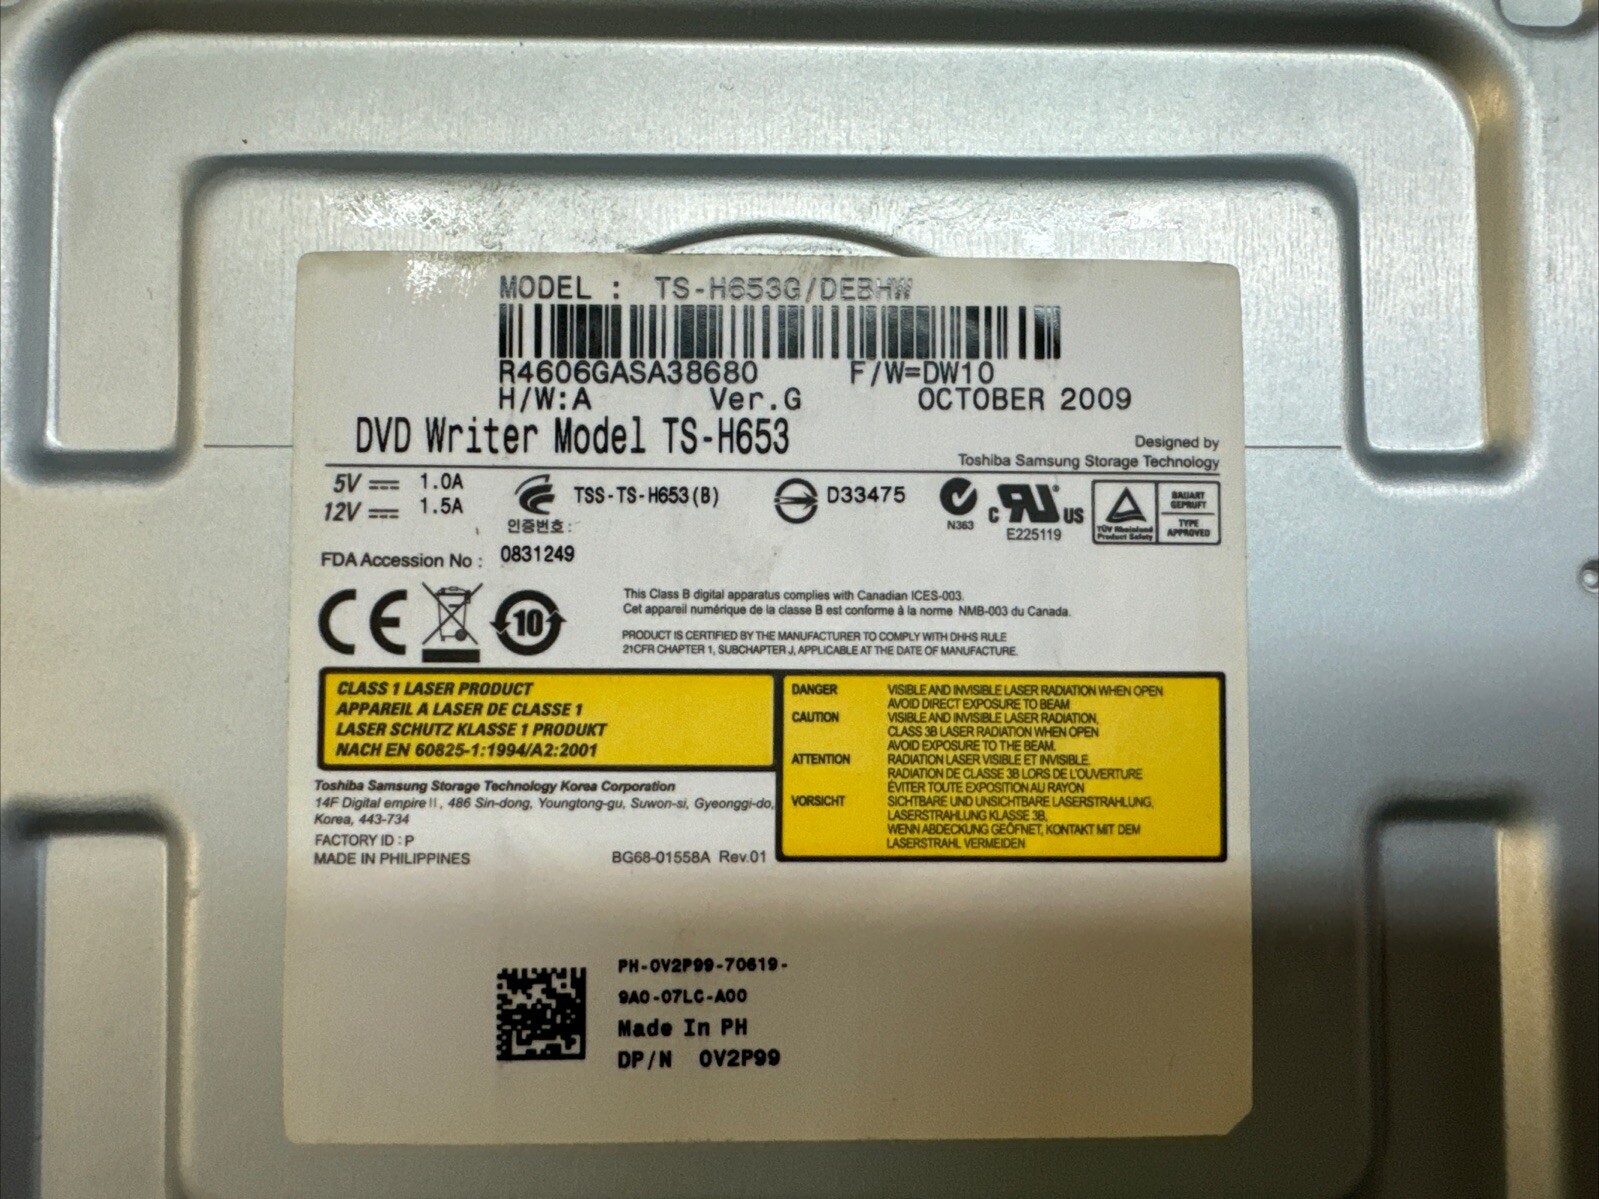 MODEL : TS-H653G/DEBHW
R4606GASA38680 F/W=DW10
H/W:A Ver.G OCTOBER 2009
DVD Writer Model TS-H653
Designed by
Toshiba Samsung Storage Technology
5V 1.0A
12V 1.5A
TSS-TS-H653(B)
인증번호:
D33475
N363
C US
E225119
TÜV Rheinland
Product Safety
BAUART
GEPRÜFT
TYPE
APPROVED
FDA Accession No : 0831249
CE
10
This Class B digital apparatus complies with Canadian ICES-003.
Cet appareil numérique de la classe B est conforme à la norme NMB-003 du Canada.
PRODUCT IS CERTIFIED BY THE MANUFACTURER TO COMPLY WITH DHHS RULE
21CFR CHAPTER 1, SUBCHAPTER J, APPLICABLE AT THE DATE OF MANUFACTURE.
CLASS 1 LASER PRODUCT
APPAREIL A LASER DE CLASSE 1
LASER SCHUTZ KLASSE 1 PRODUKT
NACH EN 60825-1:1994/A2:2001
DANGER VISIBLE AND INVISIBLE LASER RADIATION WHEN OPEN
AVOID DIRECT EXPOSURE TO BEAM
CAUTION VISIBLE AND INVISIBLE LASER RADIATION,
CLASS 3B LASER RADIATION WHEN OPEN
AVOID EXPOSURE TO THE BEAM.
ATTENTION RADIATION LASER VISIBLE ET INVISIBLE.
RADIATION DE CLASSE 3B LORS DE L'OUVERTURE
ÉVITER TOUTE EXPOSITION AU RAYON
VORSICHT SICHTBARE UND UNSICHTBARE LASERSTRAHLUNG,
LASERSTRAHLUNG KLASSE 3B,
WENN ABDECKUNG GEÖFNET, KONTAKT MIT DEM
LASERSTRAHL VERMEIDEN
Toshiba Samsung Storage Technology Korea Corporation
14F Digital empireⅡ, 486 Sin-dong, Youngtong-gu, Suwon-si, Gyeonggi-do,
Korea, 443-734
FACTORY ID : P
MADE IN PHILIPPINES BG68-01558A Rev.01
PH-0V2P99-70619-
9A0-07LC-A00
Made In PH
DP/N 0V2P99